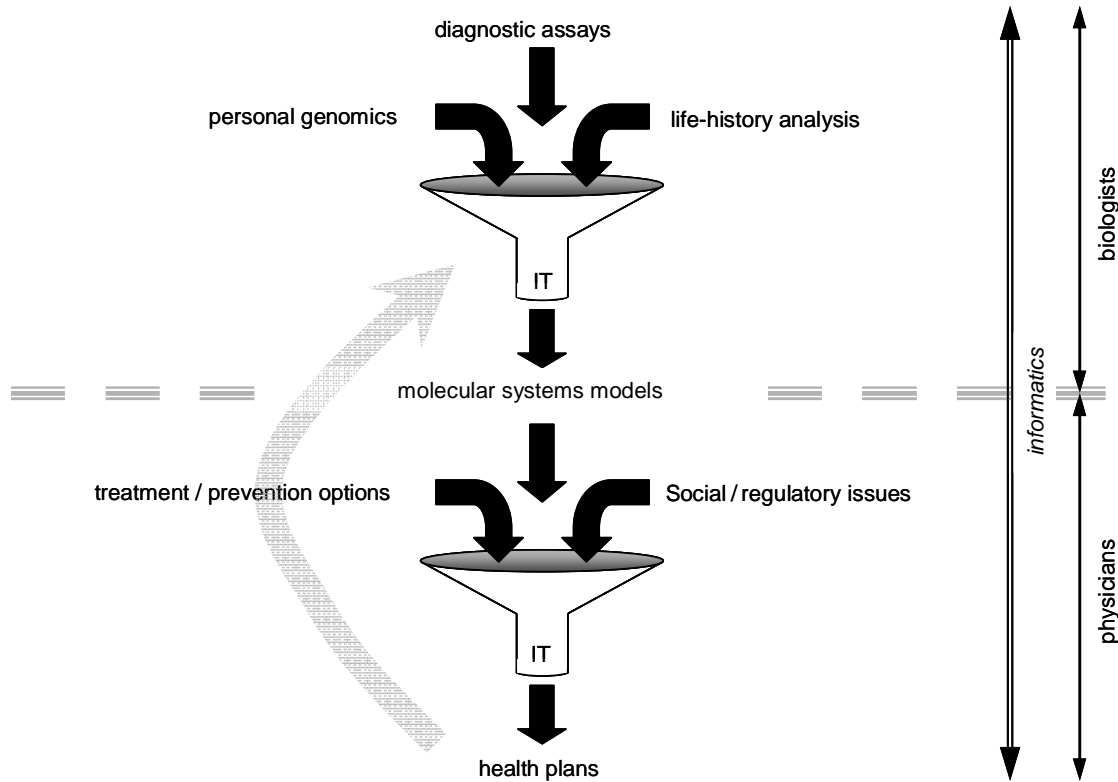 diagnostic assays
personal genomics
life-history analysis
IT
molecular systems models
treatment / prevention options
Social / regulatory issues
IT
health plans
informatics
biologists
physicians